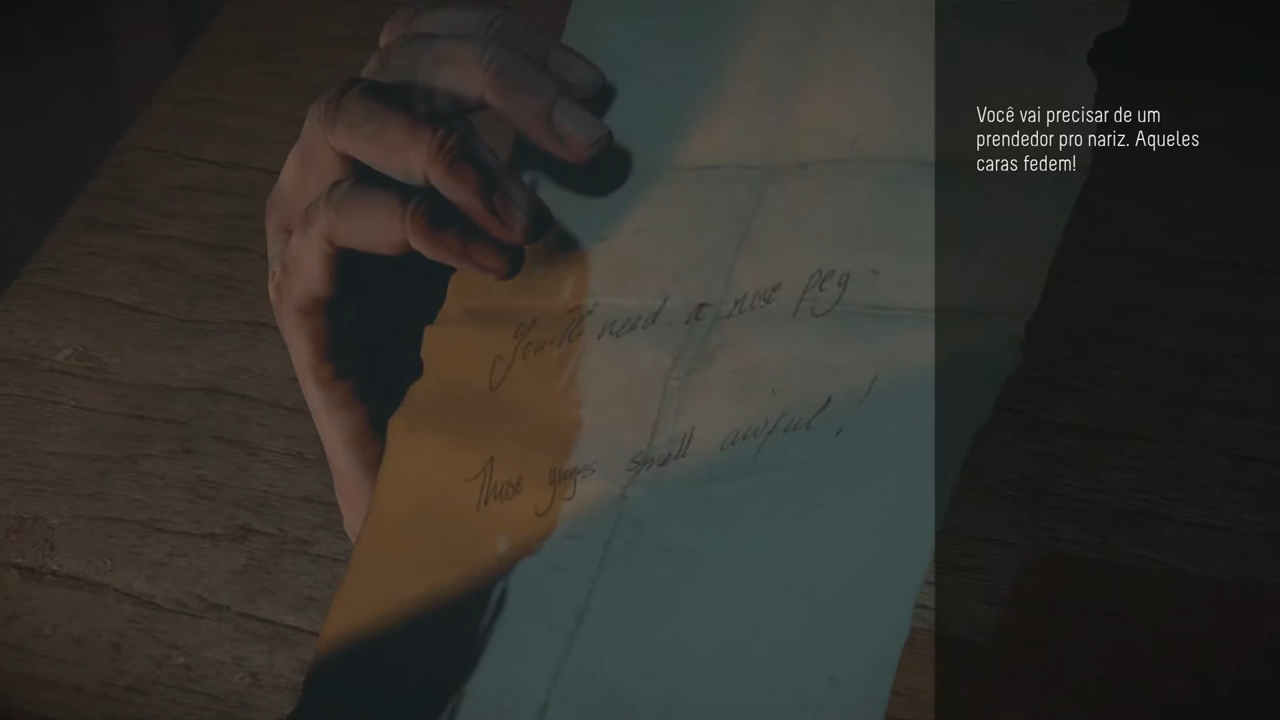 You'll need a nose peg.
Those guys smell awful!
Você vai precisar de um
prendedor pro nariz. Aqueles
caras fedem!